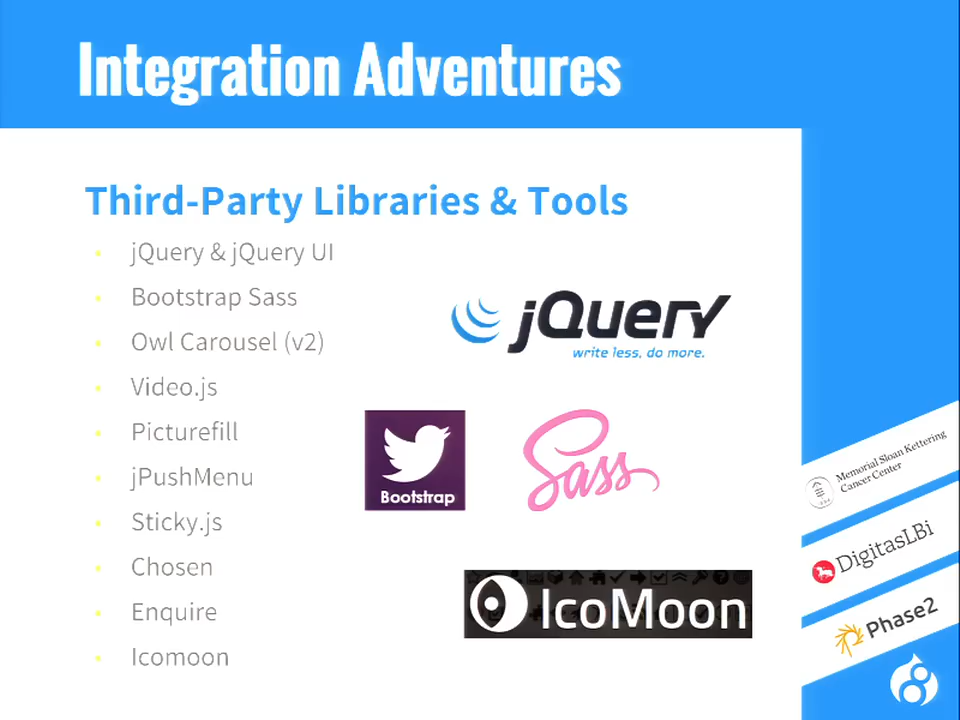 Integration Adventures
Third-Party Libraries & Tools
jQuery & jQuery UI
Bootstrap Sass
Owl Carousel (v2)
Video.js
Picturefill
jPushMenu
Sticky.js
Chosen
Enquire
Icomoon
jQuery
write less, do more.
Bootstrap
Sass
IcoMoon
Memorial Sloan Kettering
Cancer Center
DigitasLBi
Phase2